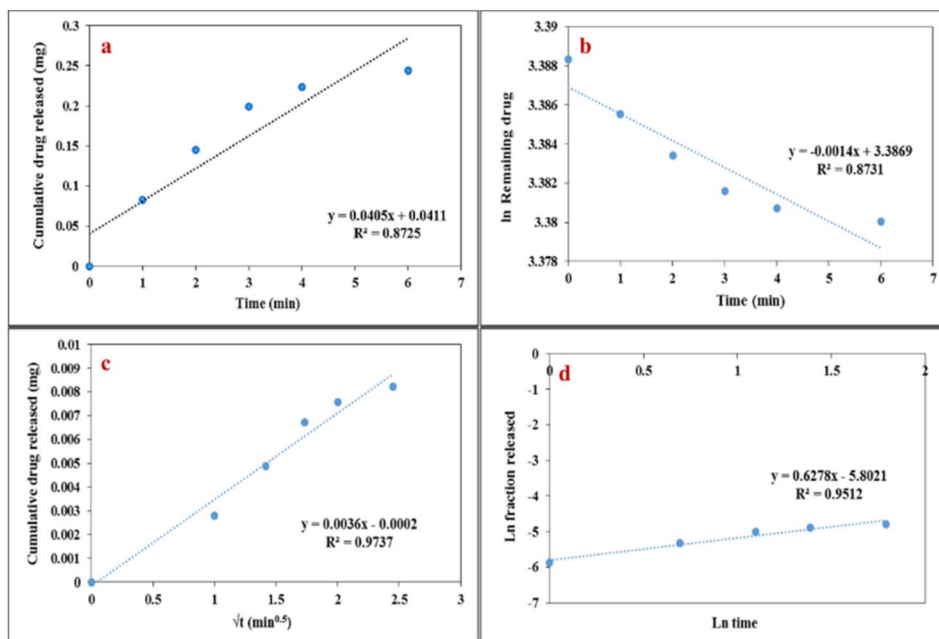 a
Cumulative drug released (mg)
0.3
0.25
0.2
0.15
0.1
0.05
0
0 1 2 3 4 5 6 7
Time (min)
y = 0.0405x + 0.0411
R² = 0.8725
b
ln Remaining drug
3.39
3.388
3.386
3.384
3.382
3.38
3.378
0 1 2 3 4 5 6 7
Time (min)
y = -0.0014x + 3.3869
R² = 0.8731
c
Cumulative drug released (mg)
0.01
0.009
0.008
0.007
0.006
0.005
0.004
0.003
0.002
0.001
0
0 0.5 1 1.5 2 2.5 3
√t (min⁰·⁵)
y = 0.0036x - 0.0002
R² = 0.9737
d
Ln fraction released
0 0.5 1 1.5 2
0
-1
-2
-3
-4
-5
-6
-7
Ln time
y = 0.6278x - 5.8021
R² = 0.9512